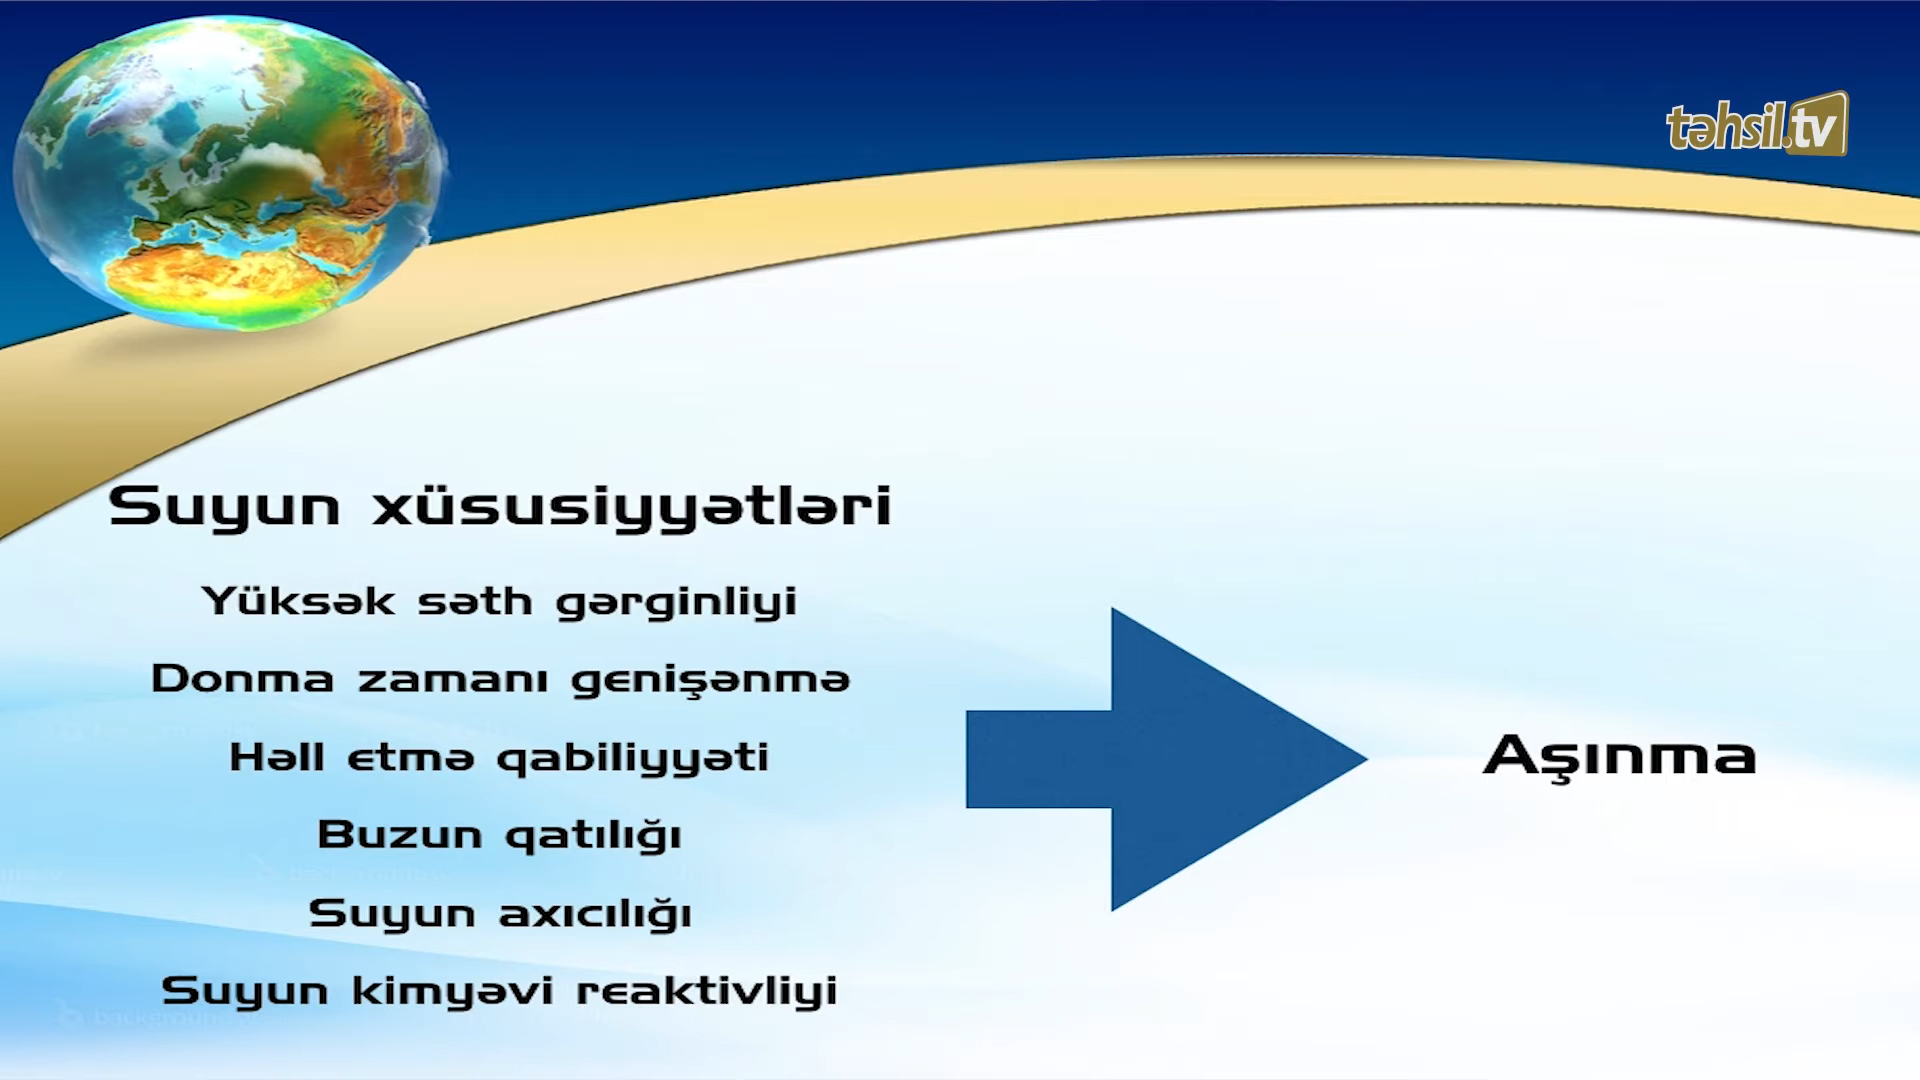 təhsil.tv
Suyun xüsusiyyətləri
Yüksək səth gərginliyi
Donma zamanı genişənmə
Həll etmə qabiliyyəti
Buzun qatılığı
Suyun axıcılığı
Suyun kimyəvi reaktivliyi
Aşınma